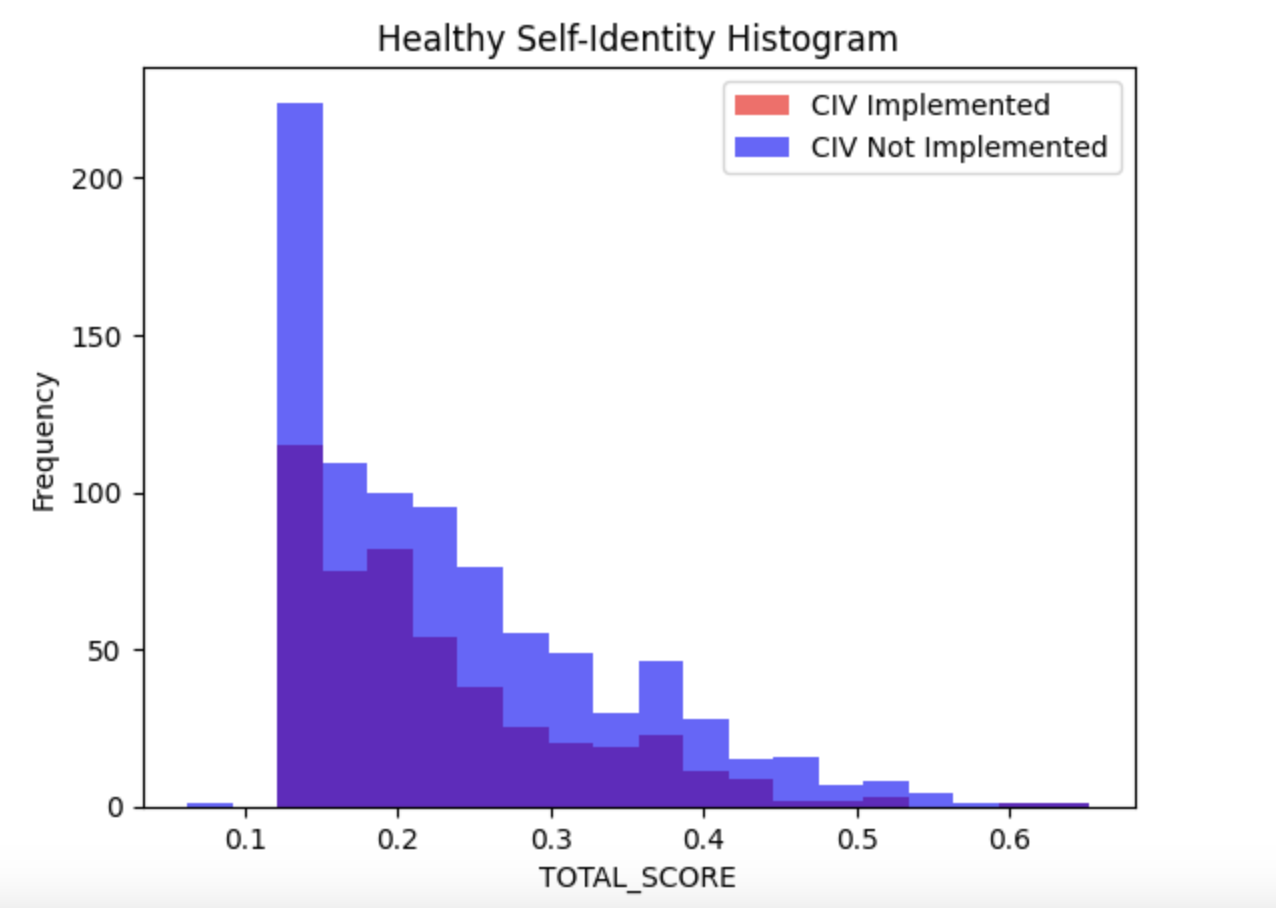 Healthy Self-Identity Histogram
CIV Implemented
CIV Not Implemented
200
150
100
50
0
Frequency
0.1 0.2 0.3 0.4 0.5 0.6
TOTAL_SCORE